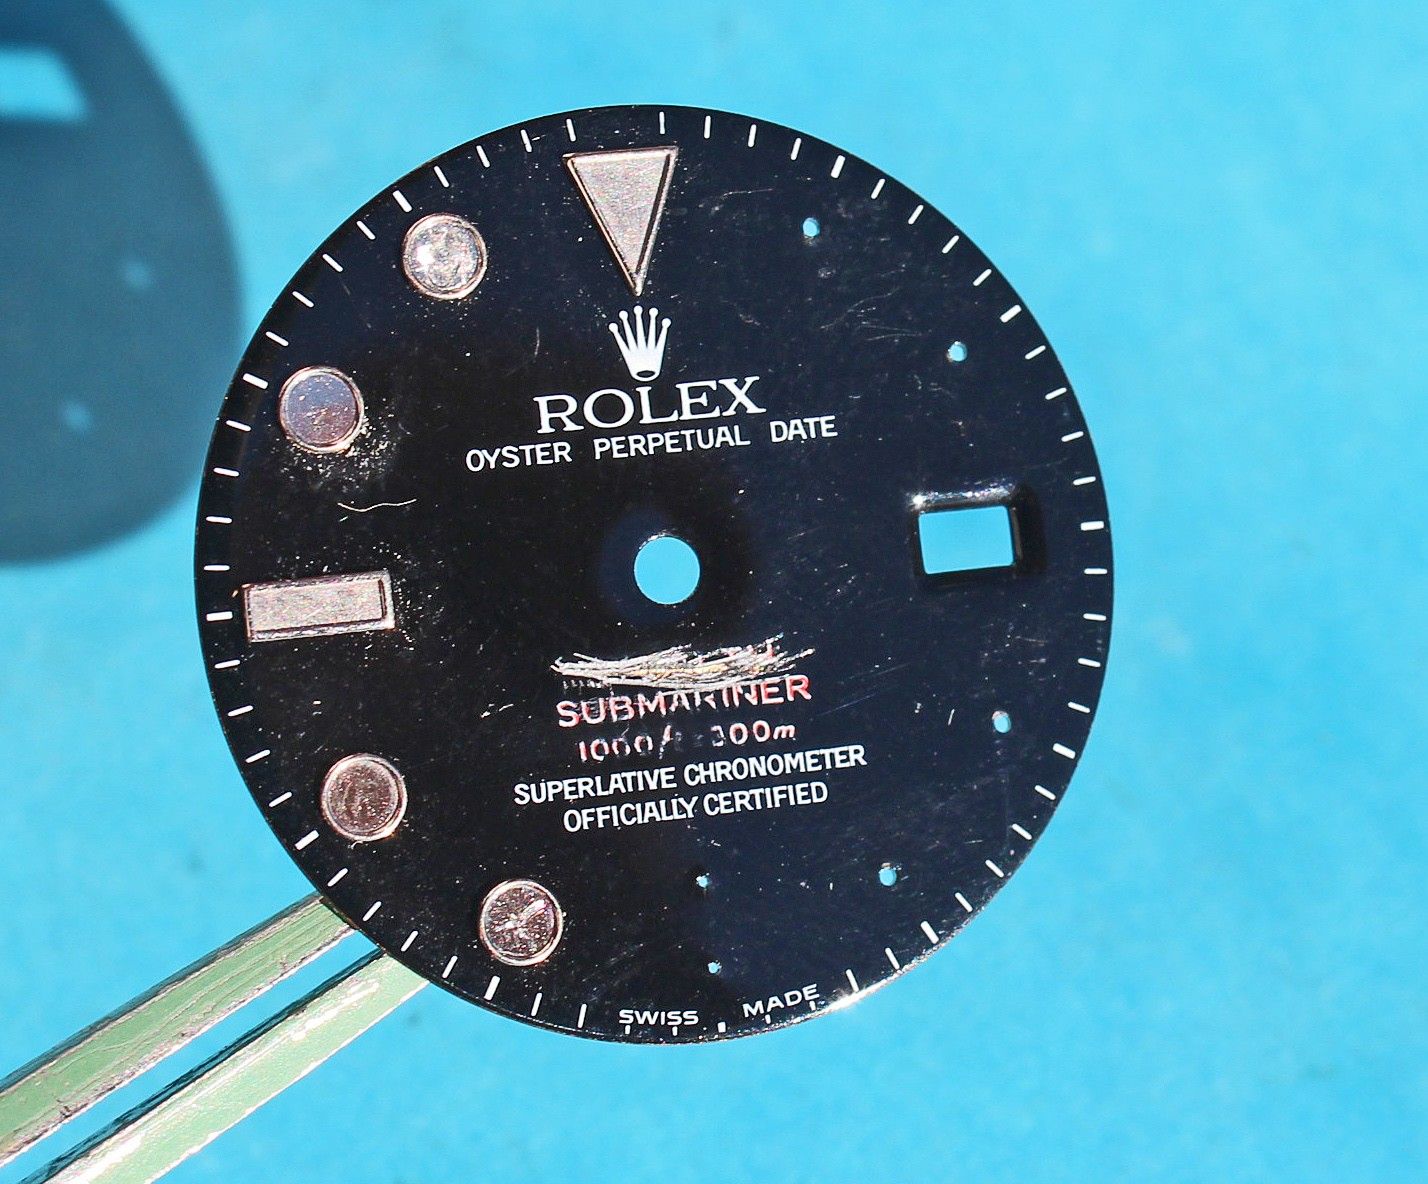 ROLEX
OYSTER PERPETUAL DATE
SUBMARINER
SUPERLATIVE CHRONOMETER
OFFICIALLY CERTIFIED
SWISS MADE